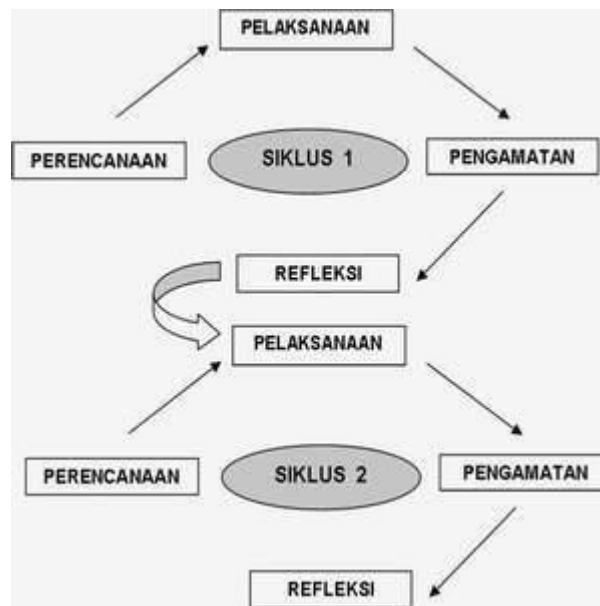 PELAKSANAAN
PERENCANAAN
SIKLUS 1
PENGAMATAN
REFLEKSI
PELAKSANAAN
PERENCANAAN
SIKLUS 2
PENGAMATAN
REFLEKSI